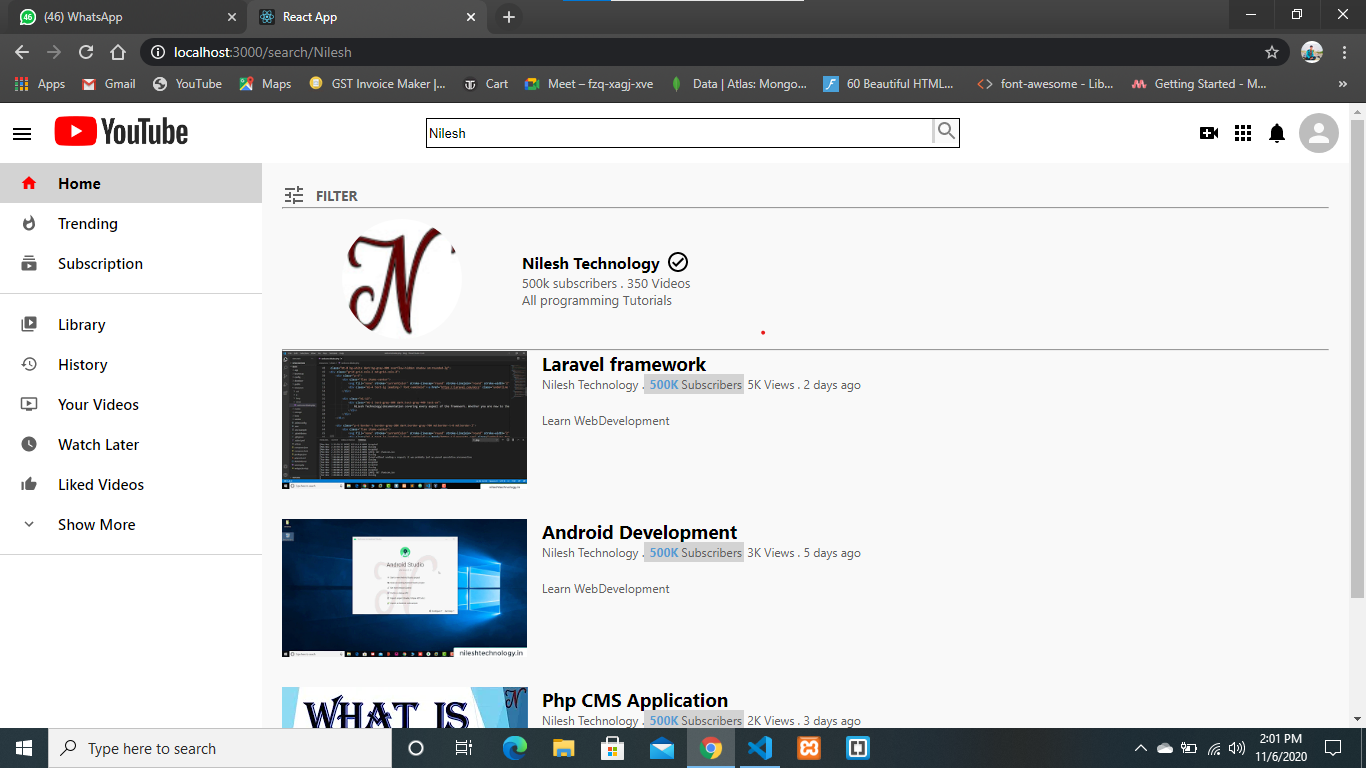 (46) WhatsApp
React App
localhost:3000/search/Nilesh
Apps Gmail YouTube Maps GST Invoice Maker |... Cart Meet – fzq-xagj-xve Data | Atlas: Mongo... 60 Beautiful HTML... font-awesome - Lib... Getting Started - M... »
YouTube
Nilesh
Home
Trending
Subscription
Library
History
Your Videos
Watch Later
Liked Videos
Show More
FILTER
N
Nilesh Technology
500k subscribers . 350 Videos
All programming Tutorials
Laravel framework
Nilesh Technology . 500K Subscribers 5K Views . 2 days ago
Learn WebDevelopment
Android Studio
nileshtechnology.in
Android Development
Nilesh Technology . 500K Subscribers 3K Views . 5 days ago
Learn WebDevelopment
WHAT IS
N
Php CMS Application
Nilesh Technology . 500K Subscribers 2K Views . 3 days ago
Type here to search
2:01 PM
11/6/2020